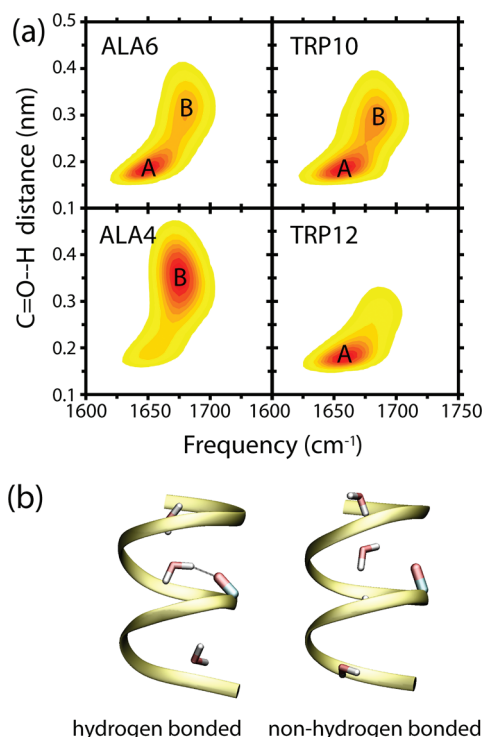 (a)
0.5
ALA6
TRP10
0.4
B
B
0.3
0.2
A
A
0.1
ALA4
TRP12
0.4
B
0.3
0.2
A
0.1
1600 1650 1700 1600 1650 1700 1750
C=O--H distance (nm)
Frequency (cm-1)
(b)
hydrogen bonded non-hydrogen bonded